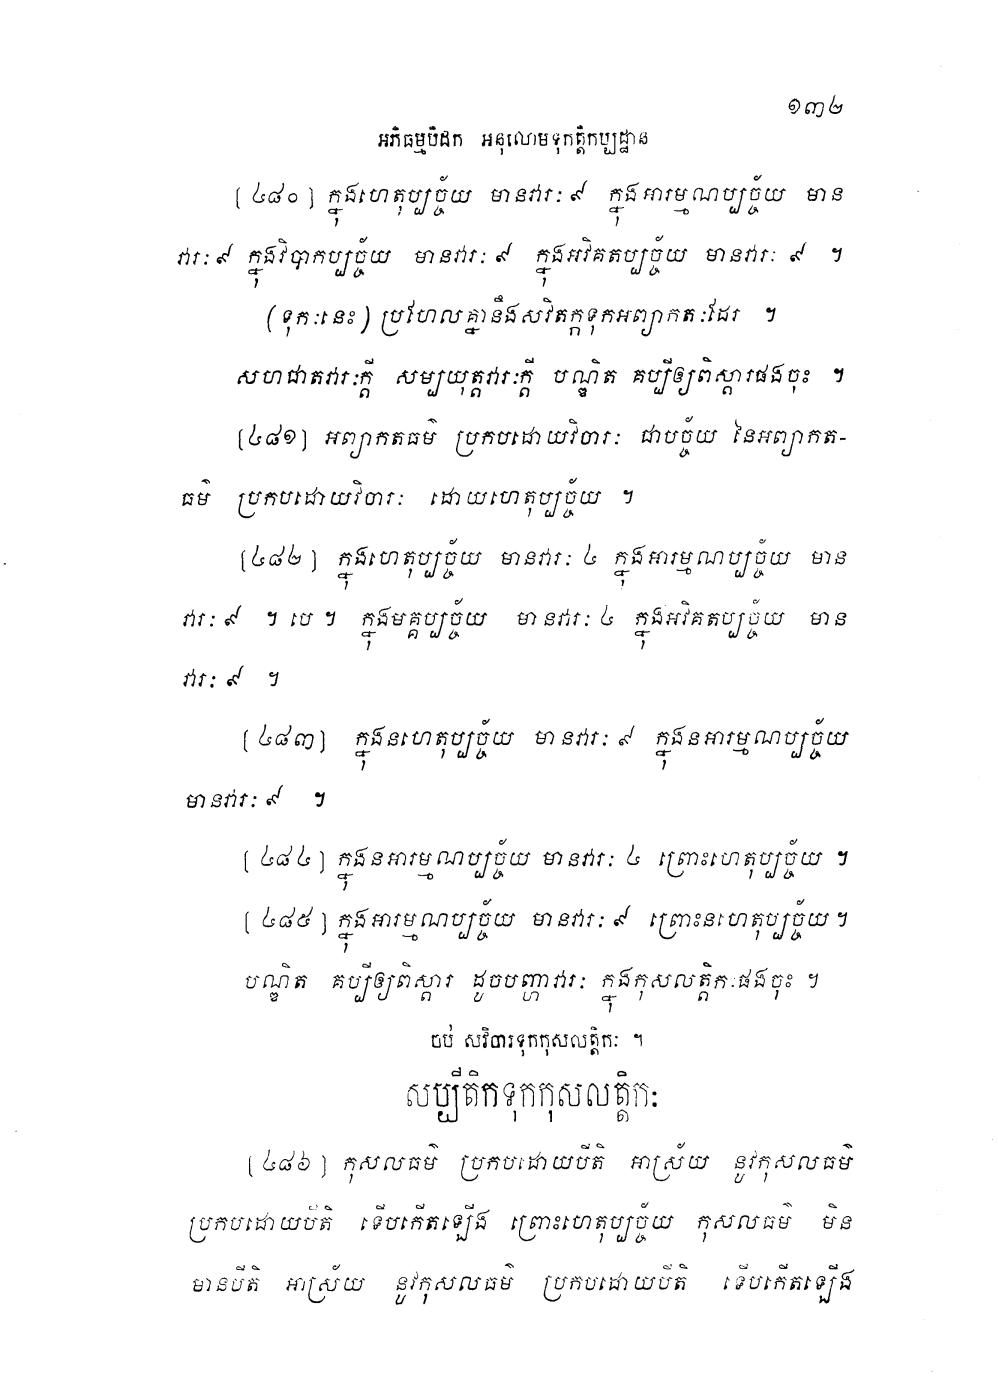 ១៣២
អភិធម្មបិដក អនុលោមទុកត្តិកប្បដ្ឋាន
[៤៨០] ក្នុងហេតុប្បច្ច័យ មានវារៈ ៩ ក្នុងអារម្មណប្បច្ច័យ មាន
វារៈ ៩ ក្នុងវិបាកប្បច្ច័យ មានវារៈ ៩ ក្នុងអវិគតប្បច្ច័យ មានវារៈ ៩ ។
(ទុកៈនេះ) ប្រហែលគ្នានឹងសវិតក្កទុកអព្យាកតៈដែរ ។
សហជាតវារៈក្តី សម្បយុត្តវារៈក្តី បណ្ឌិត គប្បីឲ្យពិស្តារផងចុះ ។
[៤៨១] អព្យាកតធម៌ ប្រកបដោយវិចារៈ ជាបច្ច័យ នៃអព្យាកត-
ធម៌ ប្រកបដោយវិចារៈ ដោយហេតុប្បច្ច័យ ។
[៤៨២] ក្នុងហេតុប្បច្ច័យ មានវារៈ ៤ ក្នុងអារម្មណប្បច្ច័យ មាន
វារៈ ៩ ។ បេ ។ ក្នុងមគ្គប្បច្ច័យ មានវារៈ ៤ ក្នុងអវិគតប្បច្ច័យ មាន
វារៈ ៩ ។
[៤៨៣] ក្នុងនហេតុប្បច្ច័យ មានវារៈ ៩ ក្នុងនអារម្មណប្បច្ច័យ
មានវារៈ ៩ ។
[៤៨៤] ក្នុងនអារម្មណប្បច្ច័យ មានវារៈ ៤ ព្រោះហេតុប្បច្ច័យ ។
[៤៨៥] ក្នុងអារម្មណប្បច្ច័យ មានវារៈ ៩ ព្រោះនហេតុប្បច្ច័យ ។
បណ្ឌិត គប្បីឲ្យពិស្តារ ដូចបញ្ហាវារៈ ក្នុងកុសលត្តិកៈផងចុះ ។
ចប់ សវិចារទុកកុសលត្តិកៈ ។
សប្បីតិកទុកកុសលត្តិកៈ
[៤៨៦] កុសលធម៌ ប្រកបដោយបីតិ អាស្រ័យ នូវកុសលធម៌
ប្រកបដោយបីតិ ទើបកើតឡើង ព្រោះហេតុប្បច្ច័យ កុសលធម៌ មិន
មានបីតិ អាស្រ័យ នូវកុសលធម៌ ប្រកបដោយបីតិ ទើបកើតឡើង